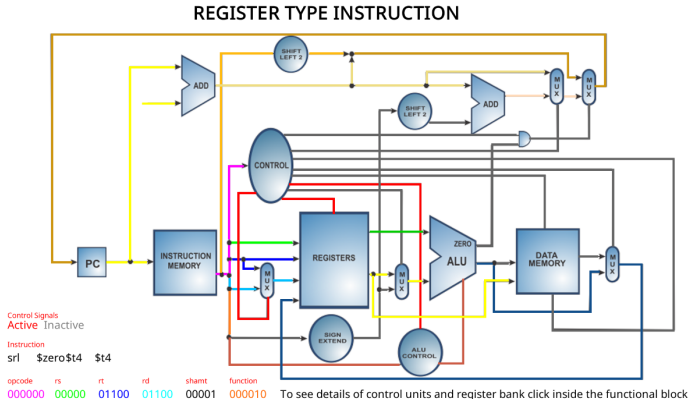 REGISTER TYPE INSTRUCTION
SHIFT
LEFT 2
ADD
MUX
MUX
SHIFT
LEFT 2
ADD
CONTROL
PC
INSTRUCTION
MEMORY
MUX
REGISTERS
MUX
ZERO
ALU
DATA
MEMORY
MUX
SIGN
EXTEND
ALU
CONTROL
Control Signals
Active Inactive
Instruction
srl $zero$t4 $t4
opcode rs rt rd shamt function
000000 00000 01100 01100 00001 000010 To see details of control units and register bank click inside the functional block